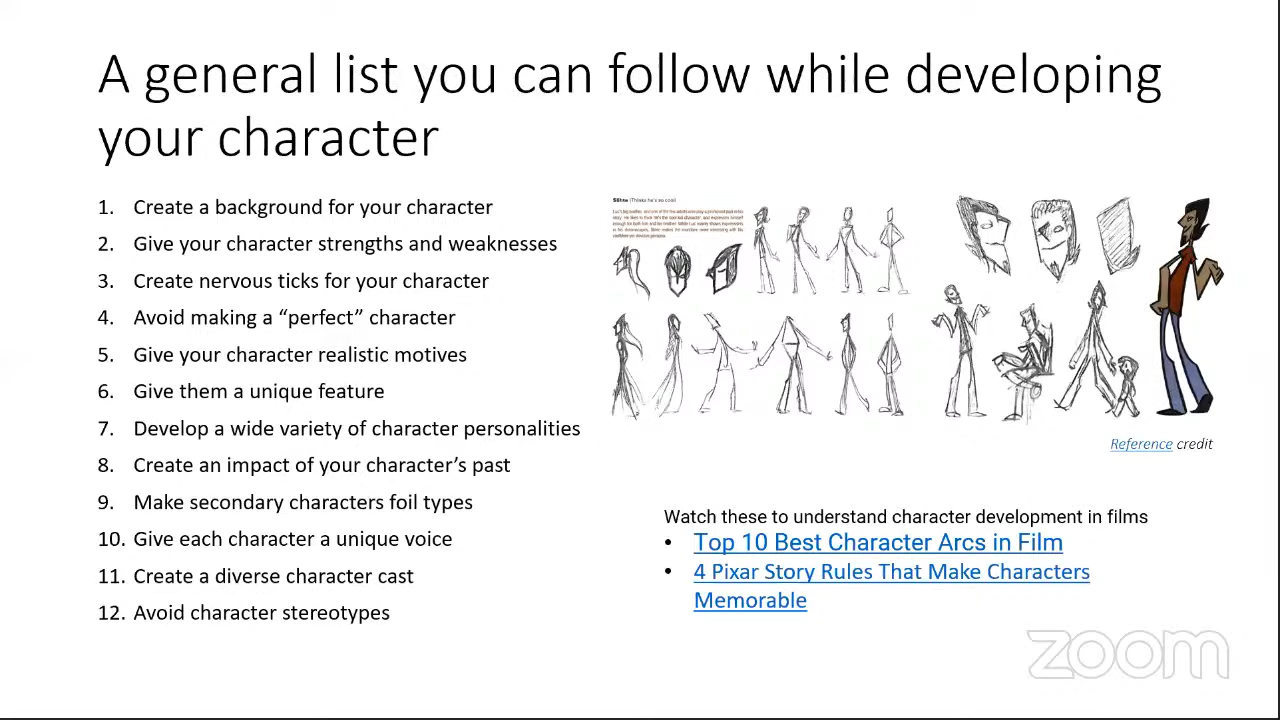 A general list you can follow while developing
your character
1. Create a background for your character
2. Give your character strengths and weaknesses
3. Create nervous ticks for your character
4. Avoid making a “perfect” character
5. Give your character realistic motives
6. Give them a unique feature
7. Develop a wide variety of character personalities
8. Create an impact of your character’s past
9. Make secondary characters foil types
10. Give each character a unique voice
11. Create a diverse character cast
12. Avoid character stereotypes
(Thinks he's so cool)
Reference credit
Watch these to understand character development in films
• Top 10 Best Character Arcs in Film
• 4 Pixar Story Rules That Make Characters
Memorable
zoom